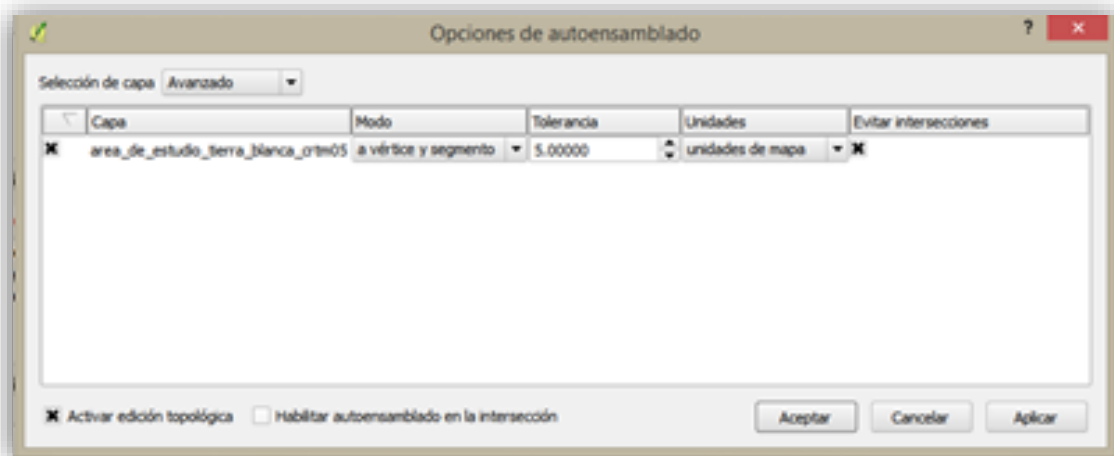 Opciones de autoensamblado ?
Selección de capa Avanzado
Capa Modo Tolerancia Unidades Evitar intersecciones
area_de_estudio_tierra_blanca_crtm05 a vértice y segmento 5.00000 unidades de mapa
Activar edición topológica Habilitar autoensamblado en la intersección Aceptar Cancelar Aplicar